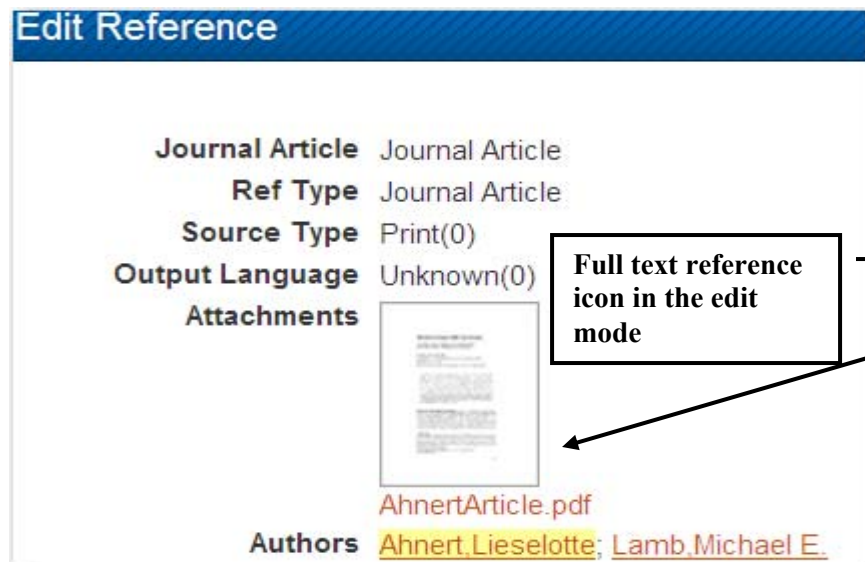 Edit Reference
Journal Article Journal Article
Ref Type Journal Article
Source Type Print(0)
Output Language Unknown(0)
Full text reference
icon in the edit
mode
Attachments
AhnertArticle.pdf
Authors Ahnert,Lieselotte; Lamb,Michael E.